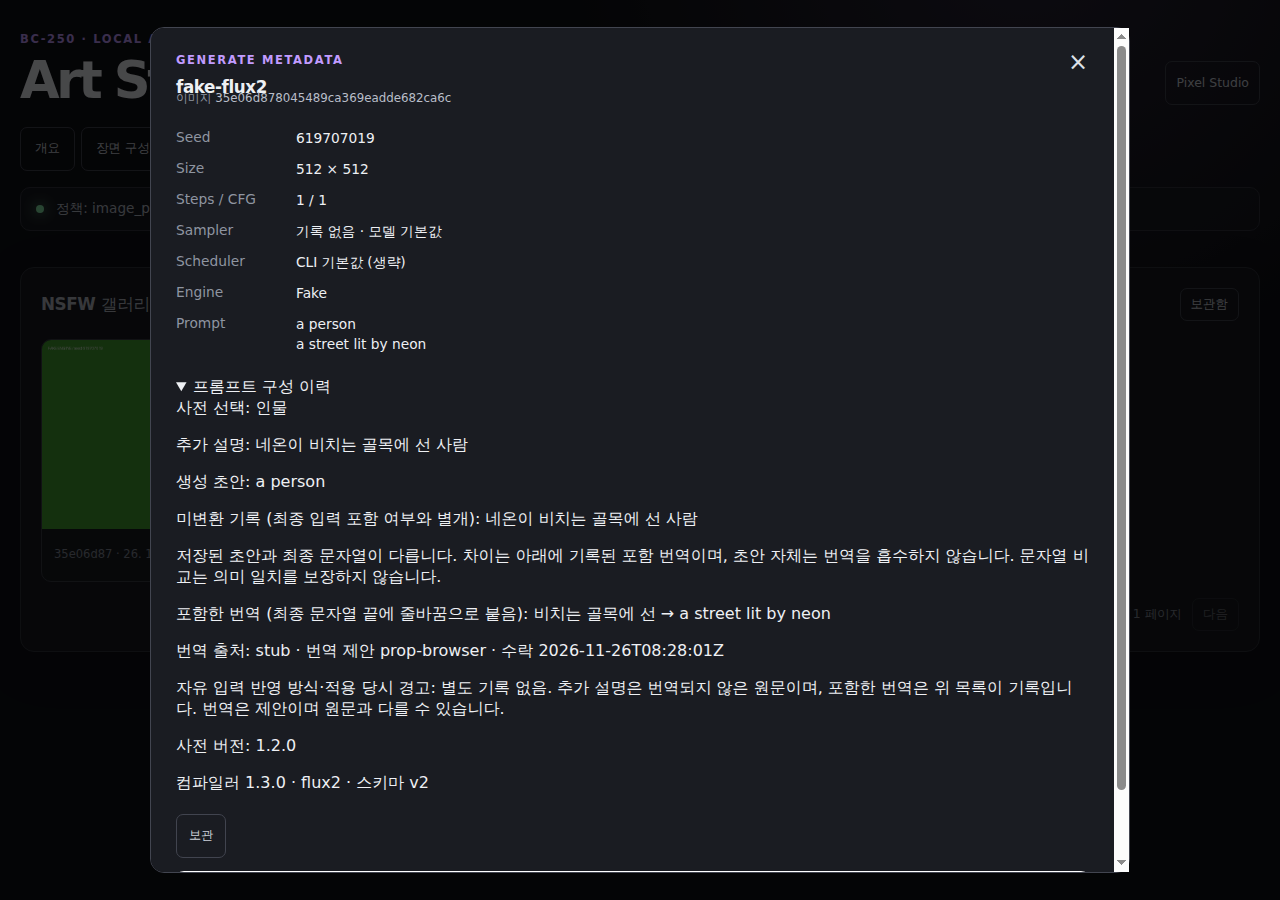 BC-250 · LOCAL
Art St
Pixel Studio
개요
장면 구성
정책: image_p
NSFW 갤러리
보관함
35e06d87 · 26. 1
1 페이지
다음
GENERATE METADATA
×
fake-flux2
이미지 35e06d878045489ca369eadde682ca6c
Seed 619707019
Size 512 × 512
Steps / CFG 1 / 1
Sampler 기록 없음 · 모델 기본값
Scheduler CLI 기본값 (생략)
Engine Fake
Prompt a person
a street lit by neon
▼ 프롬프트 구성 이력
사전 선택: 인물
추가 설명: 네온이 비치는 골목에 선 사람
생성 초안: a person
미변환 기록 (최종 입력 포함 여부와 별개): 네온이 비치는 골목에 선 사람
저장된 초안과 최종 문자열이 다릅니다. 차이는 아래에 기록된 포함 번역이며, 초안 자체는 번역을 흡수하지 않습니다. 문자열 비
교는 의미 일치를 보장하지 않습니다.
포함한 번역 (최종 문자열 끝에 줄바꿈으로 붙음): 비치는 골목에 선 → a street lit by neon
번역 출처: stub · 번역 제안 prop-browser · 수락 2026-11-26T08:28:01Z
자유 입력 반영 방식·적용 당시 경고: 별도 기록 없음. 추가 설명은 번역되지 않은 원문이며, 포함한 번역은 위 목록이 기록입니
다. 번역은 제안이며 원문과 다를 수 있습니다.
사전 버전: 1.2.0
컴파일러 1.3.0 · flux2 · 스키마 v2
보관